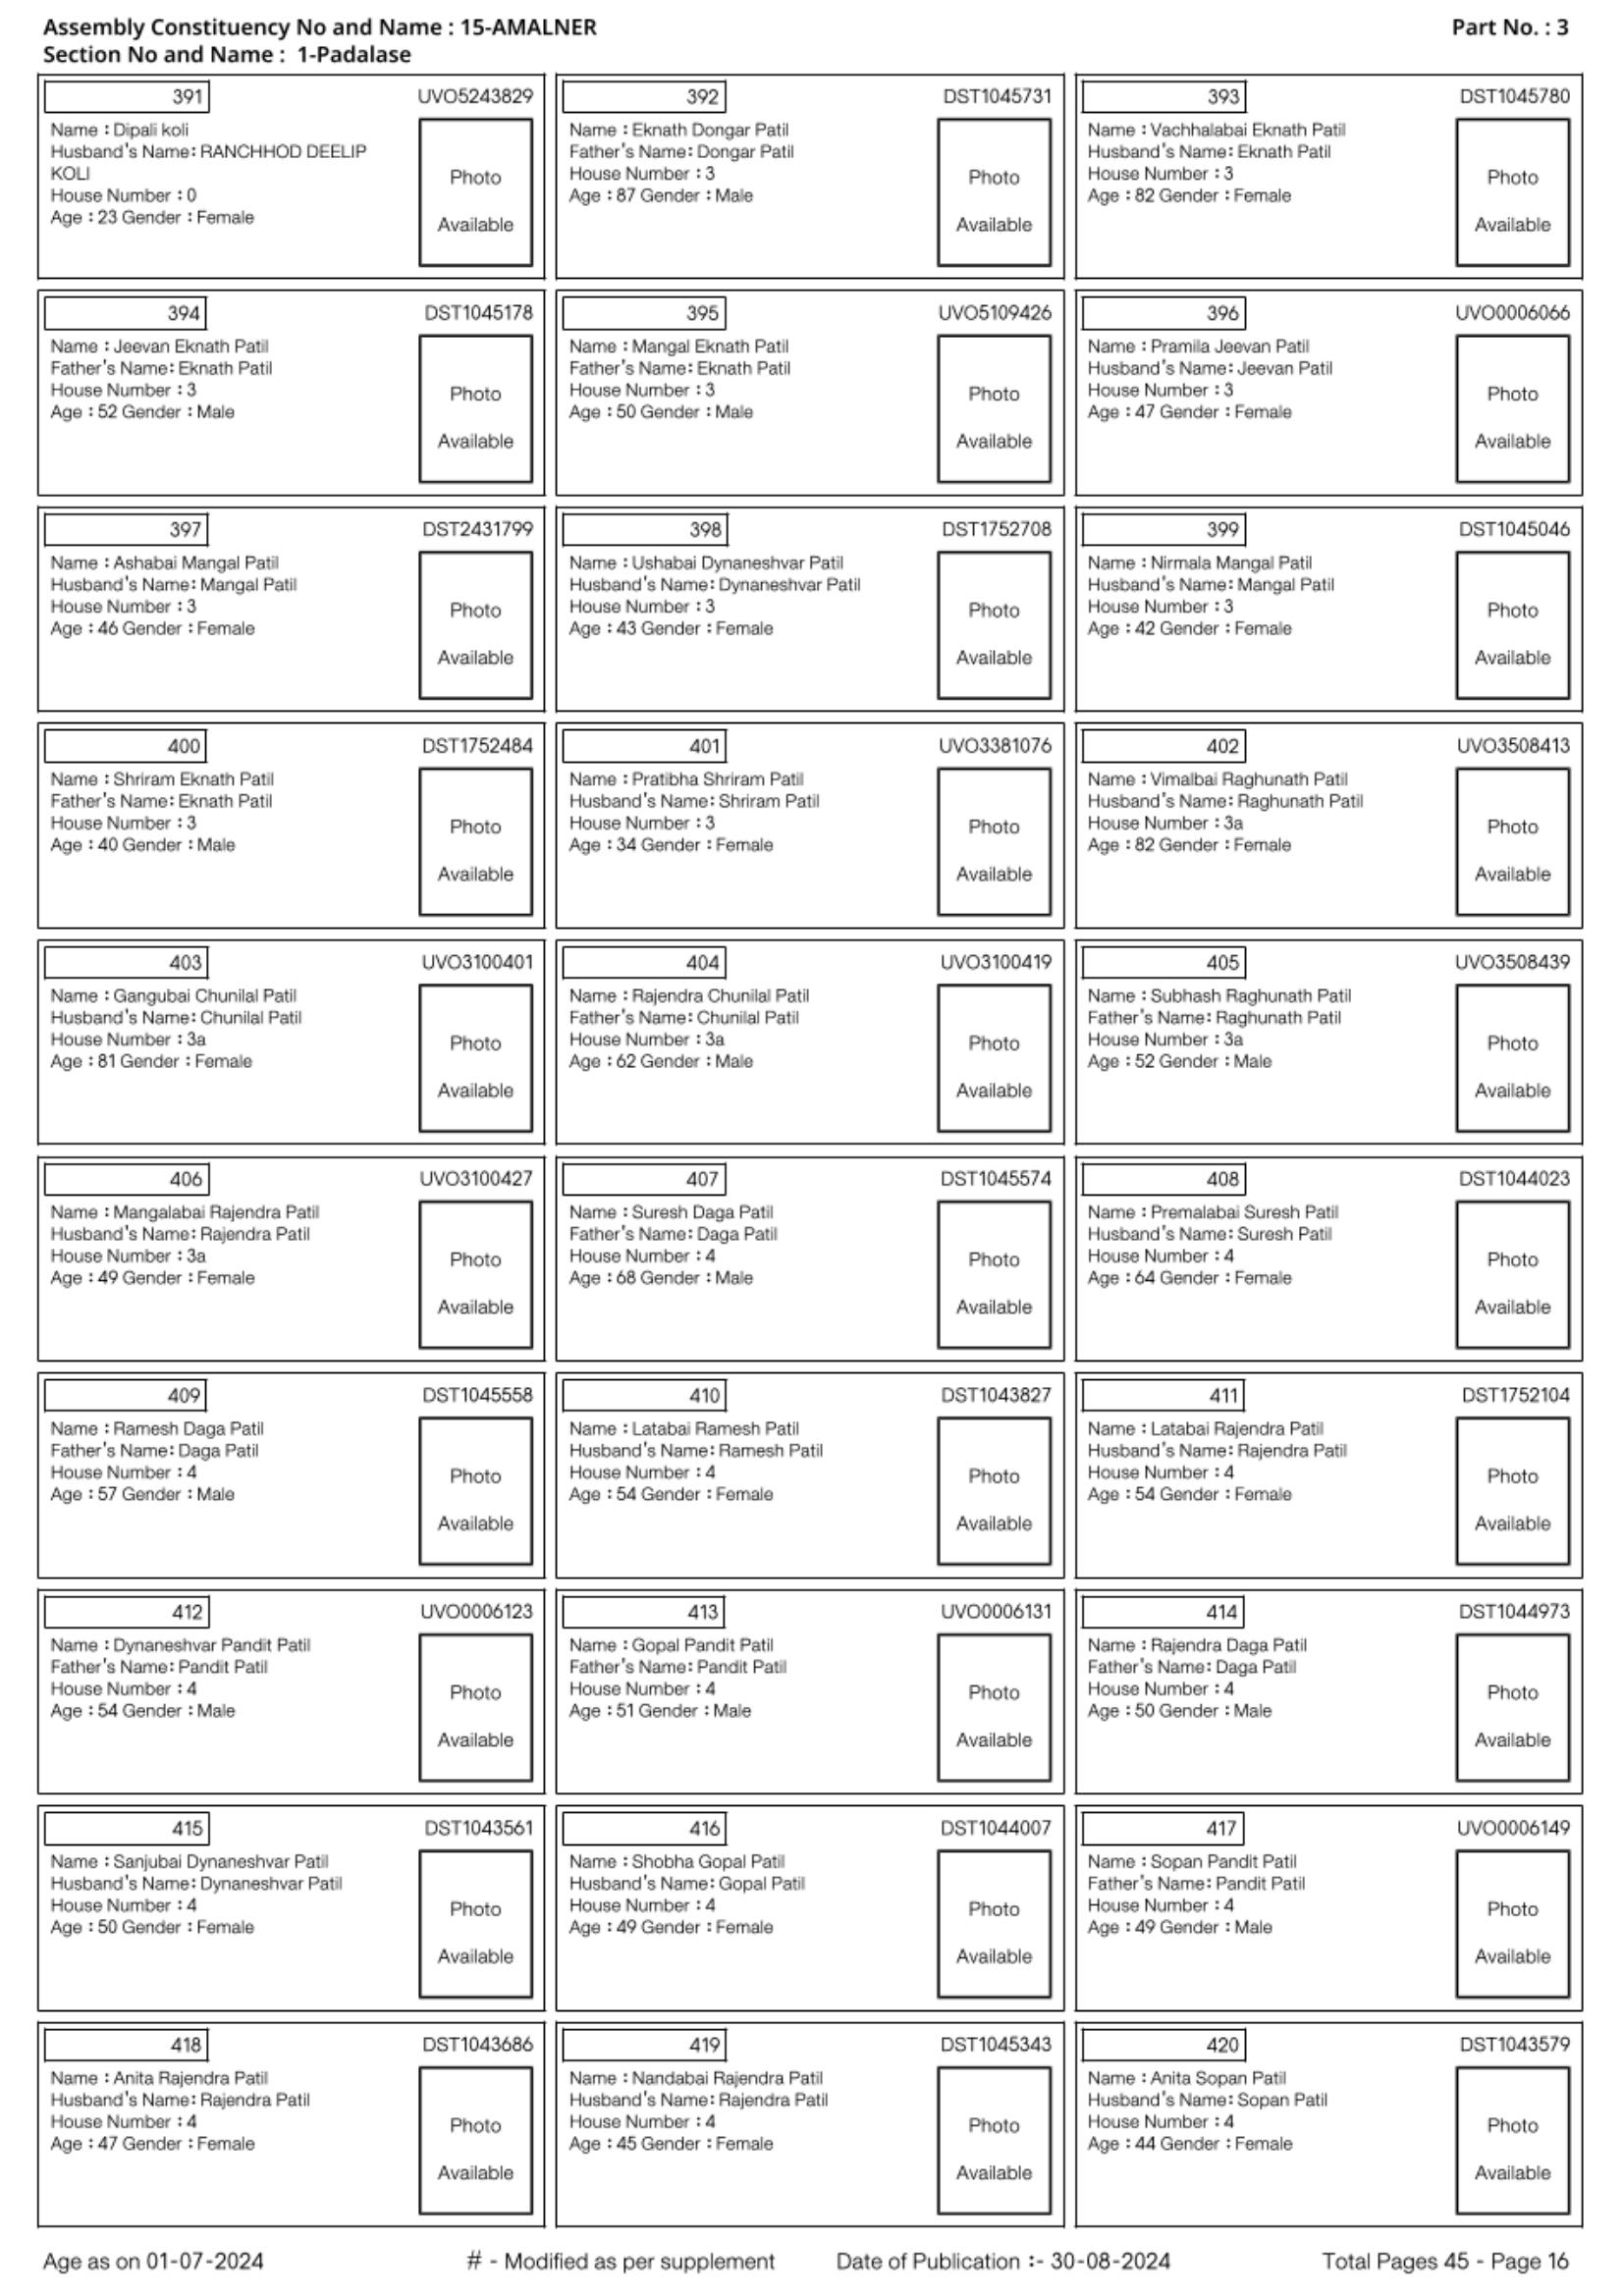 Assembly Constituency No and Name : 15-AMALNER
Part No. : 3
Section No and Name : 1-Padalase
391
UVO5243829
Name : Dipali koli
Husband's Name: RANCHHOD DEELIP
KOLI
House Number : 0
Age : 23 Gender : Female
Photo
Available
392
DST1045731
Name : Eknath Dongar Patil
Father's Name: Dongar Patil
House Number : 3
Age : 87 Gender : Male
Photo
Available
393
DST1045780
Name : Vachhalabai Eknath Patil
Husband's Name: Eknath Patil
House Number : 3
Age : 82 Gender : Female
Photo
Available
394
DST1045178
Name : Jeevan Eknath Patil
Father's Name: Eknath Patil
House Number : 3
Age : 52 Gender : Male
Photo
Available
395
UVO5109426
Name : Mangal Eknath Patil
Father's Name: Eknath Patil
House Number : 3
Age : 50 Gender : Male
Photo
Available
396
UVO0006066
Name : Pramila Jeevan Patil
Husband's Name: Jeevan Patil
House Number : 3
Age : 47 Gender : Female
Photo
Available
397
DST2431799
Name : Ashabai Mangal Patil
Husband's Name: Mangal Patil
House Number : 3
Age : 46 Gender : Female
Photo
Available
398
DST1752708
Name : Ushabai Dynaneshvar Patil
Husband's Name: Dynaneshvar Patil
House Number : 3
Age : 43 Gender : Female
Photo
Available
399
DST1045046
Name : Nirmala Mangal Patil
Husband's Name: Mangal Patil
House Number : 3
Age : 42 Gender : Female
Photo
Available
400
DST1752484
Name : Shriram Eknath Patil
Father's Name: Eknath Patil
House Number : 3
Age : 40 Gender : Male
Photo
Available
401
UVO3381076
Name : Pratibha Shriram Patil
Husband's Name: Shriram Patil
House Number : 3
Age : 34 Gender : Female
Photo
Available
402
UVO3508413
Name : Vimalbai Raghunath Patil
Husband's Name: Raghunath Patil
House Number : 3a
Age : 82 Gender : Female
Photo
Available
403
UVO3100401
Name : Gangubai Chunilal Patil
Husband's Name: Chunilal Patil
House Number : 3a
Age : 81 Gender : Female
Photo
Available
404
UVO3100419
Name : Rajendra Chunilal Patil
Father's Name: Chunilal Patil
House Number : 3a
Age : 62 Gender : Male
Photo
Available
405
UVO3508439
Name : Subhash Raghunath Patil
Father's Name: Raghunath Patil
House Number : 3a
Age : 52 Gender : Male
Photo
Available
406
UVO3100427
Name : Mangalabai Rajendra Patil
Husband's Name: Rajendra Patil
House Number : 3a
Age : 49 Gender : Female
Photo
Available
407
DST1045574
Name : Suresh Daga Patil
Father's Name: Daga Patil
House Number : 4
Age : 68 Gender : Male
Photo
Available
408
DST1044023
Name : Premalabai Suresh Patil
Husband's Name: Suresh Patil
House Number : 4
Age : 64 Gender : Female
Photo
Available
409
DST1045558
Name : Ramesh Daga Patil
Father's Name: Daga Patil
House Number : 4
Age : 57 Gender : Male
Photo
Available
410
DST1043827
Name : Latabai Ramesh Patil
Husband's Name: Ramesh Patil
House Number : 4
Age : 54 Gender : Female
Photo
Available
411
DST1752104
Name : Latabai Rajendra Patil
Husband's Name: Rajendra Patil
House Number : 4
Age : 54 Gender : Female
Photo
Available
412
UVO0006123
Name : Dynaneshvar Pandit Patil
Father's Name: Pandit Patil
House Number : 4
Age : 54 Gender : Male
Photo
Available
413
UVO0006131
Name : Gopal Pandit Patil
Father's Name: Pandit Patil
House Number : 4
Age : 51 Gender : Male
Photo
Available
414
DST1044973
Name : Rajendra Daga Patil
Father's Name: Daga Patil
House Number : 4
Age : 50 Gender : Male
Photo
Available
415
DST1043561
Name : Sanjubai Dynaneshvar Patil
Husband's Name: Dynaneshvar Patil
House Number : 4
Age : 50 Gender : Female
Photo
Available
416
DST1044007
Name : Shobha Gopal Patil
Husband's Name: Gopal Patil
House Number : 4
Age : 49 Gender : Female
Photo
Available
417
UVO0006149
Name : Sopan Pandit Patil
Father's Name: Pandit Patil
House Number : 4
Age : 49 Gender : Male
Photo
Available
418
DST1043686
Name : Anita Rajendra Patil
Husband's Name: Rajendra Patil
House Number : 4
Age : 47 Gender : Female
Photo
Available
419
DST1045343
Name : Nandabai Rajendra Patil
Husband's Name: Rajendra Patil
House Number : 4
Age : 45 Gender : Female
Photo
Available
420
DST1043579
Name : Anita Sopan Patil
Husband's Name: Sopan Patil
House Number : 4
Age : 44 Gender : Female
Photo
Available
Age as on 01-07-2024
# - Modified as per supplement
Date of Publication :- 30-08-2024
Total Pages 45 - Page 16